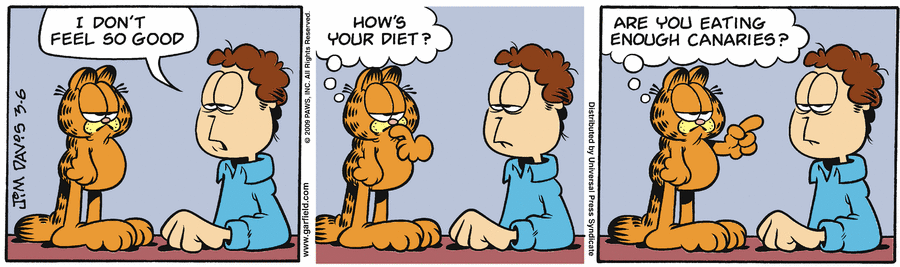 I DON'T
FEEL SO GOOD
JIM DAVIS 3·6
HOW'S
YOUR DIET?
© 2009 PAWS, INC. All Rights Reserved.
www.garfield.com
ARE YOU EATING
ENOUGH CANARIES?
Distributed by Universal Press Syndicate